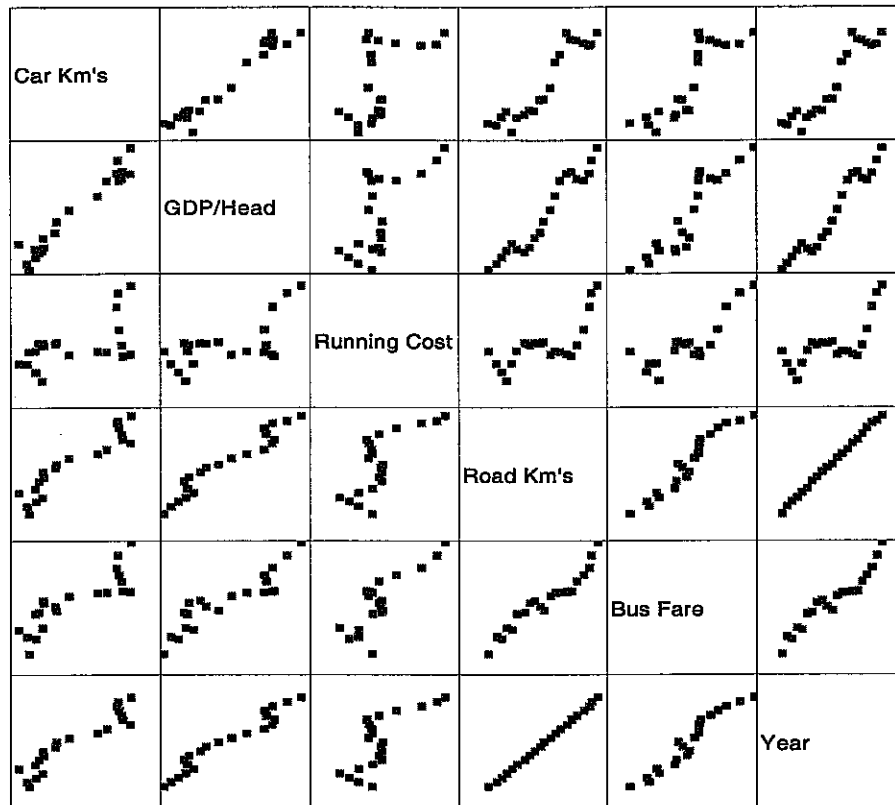 Car Km's
GDP/Head
Running Cost
Road Km's
Bus Fare
Year